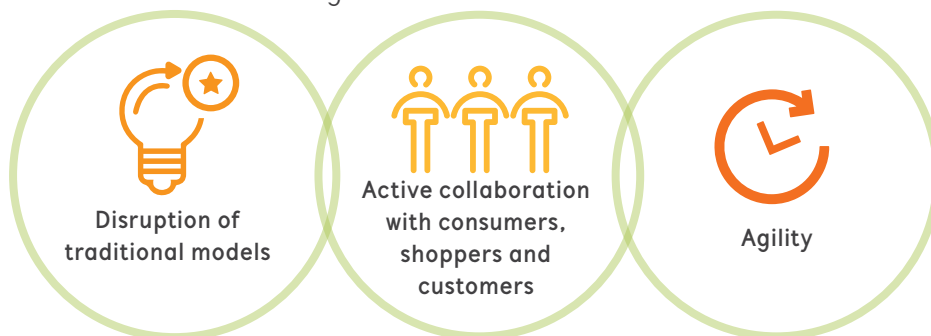 Disruption of
traditional models
Active collaboration
with consumers,
shoppers and
customers
Agility